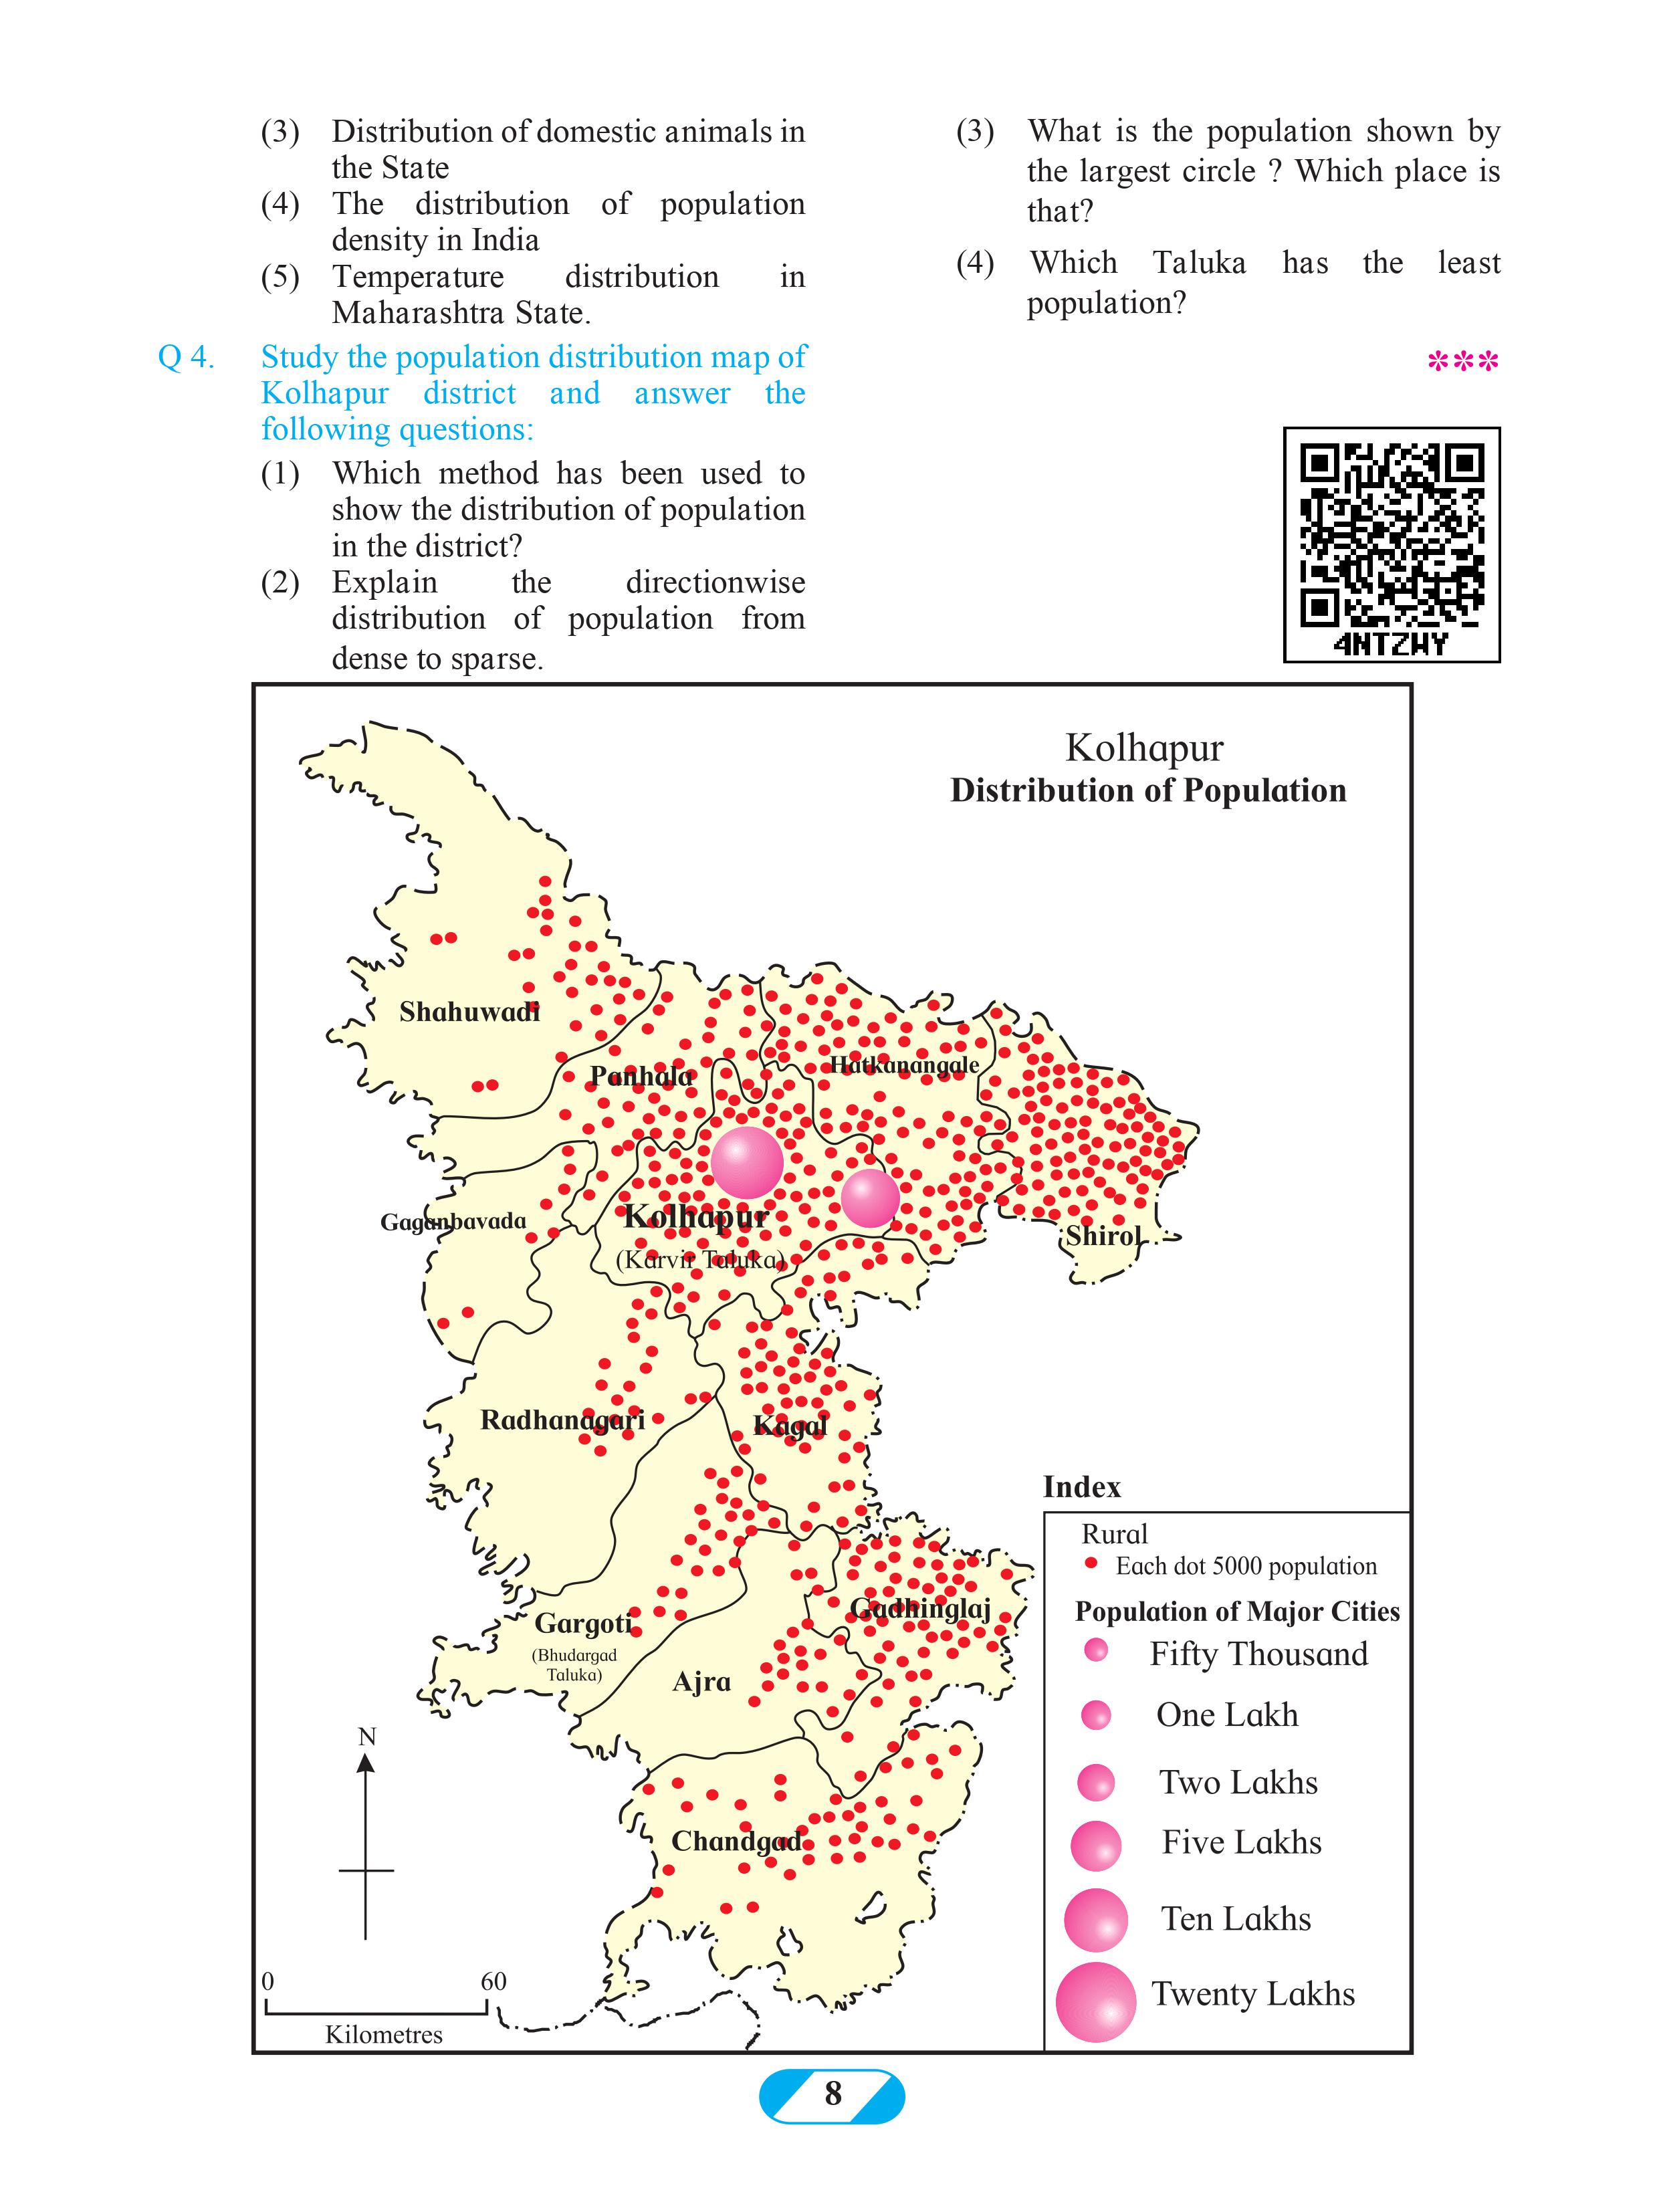 (3) Distribution of domestic animals in
the State
(4) The distribution of population
density in India
(5) Temperature distribution in
Maharashtra State.
Q 4. Study the population distribution map of
Kolhapur district and answer the
following questions:
(1) Which method has been used to
show the distribution of population
in the district?
(2) Explain the directionwise
distribution of population from
dense to sparse.
(3) What is the population shown by
the largest circle ? Which place is
that?
(4) Which Taluka has the least
population?
***
4NTZHY
Kolhapur
Distribution of Population
Shahuwadi
Panhala
Hatkanangale
Gaganbavada
Kolhapur
(Karvir Taluka)
Shirol
Radhanagari
Kagal
Gargoti
(Bhudargad
Taluka)
Gadhinglaj
Ajra
Chandgad
N
0 60
Kilometres
Index
Rural
Each dot 5000 population
Population of Major Cities
Fifty Thousand
One Lakh
Two Lakhs
Five Lakhs
Ten Lakhs
Twenty Lakhs
8